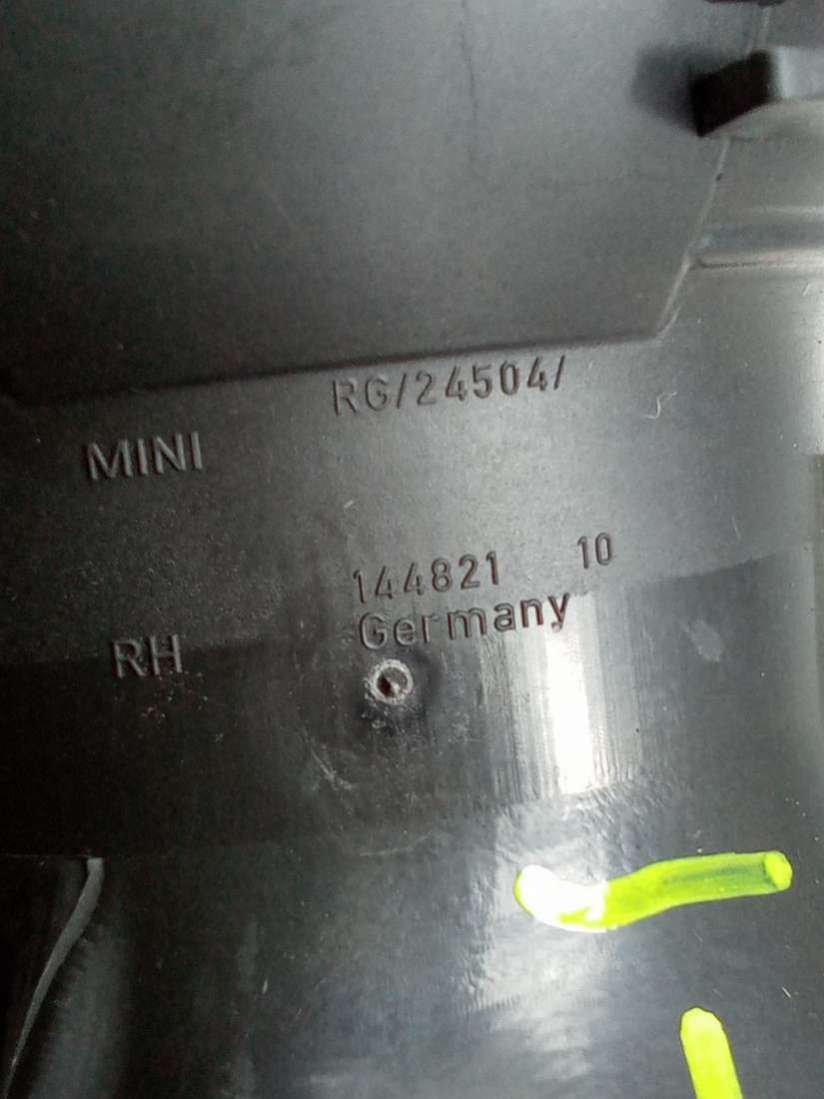 RG/24504/
MINI
144821 10
Germany
RH